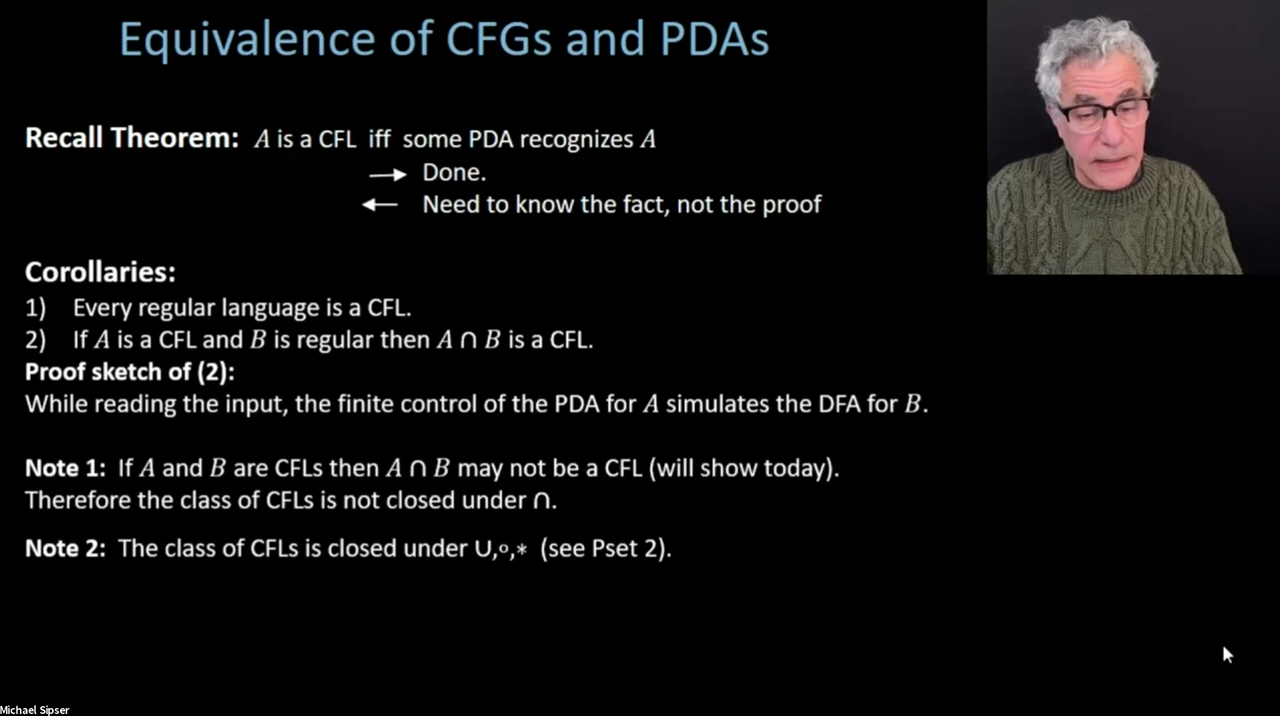 Equivalence of CFGs and PDAs
Recall Theorem: A is a CFL iff some PDA recognizes A
→ Done.
← Need to know the fact, not the proof
Corollaries:
1) Every regular language is a CFL.
2) If A is a CFL and B is regular then A ∩ B is a CFL.
Proof sketch of (2):
While reading the input, the finite control of the PDA for A simulates the DFA for B.
Note 1: If A and B are CFLs then A ∩ B may not be a CFL (will show today).
Therefore the class of CFLs is not closed under ∩.
Note 2: The class of CFLs is closed under ∪,∘,∗ (see Pset 2).
Michael Sipser